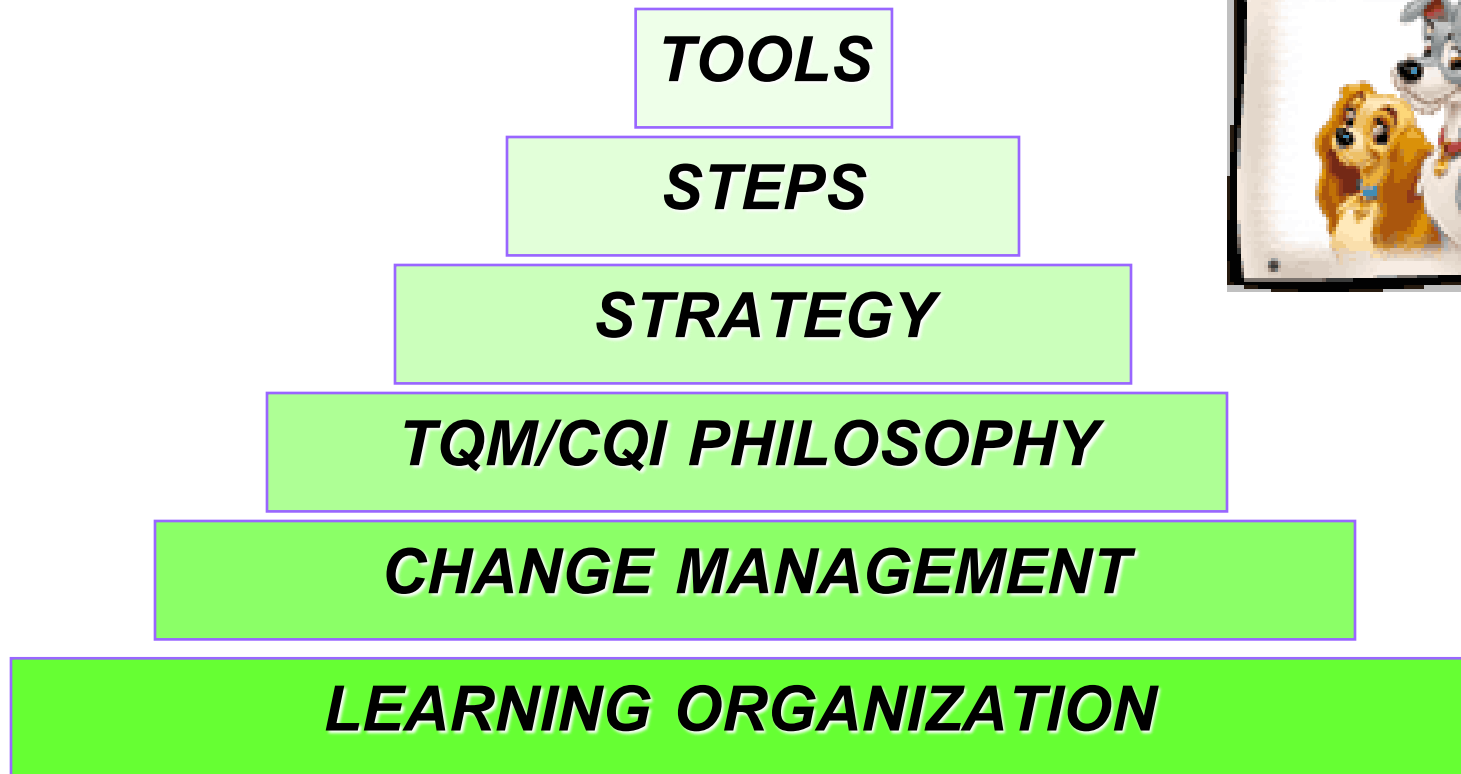 TOOLS
STEPS
STRATEGY
TQM/CQI PHILOSOPHY
CHANGE MANAGEMENT
LEARNING ORGANIZATION